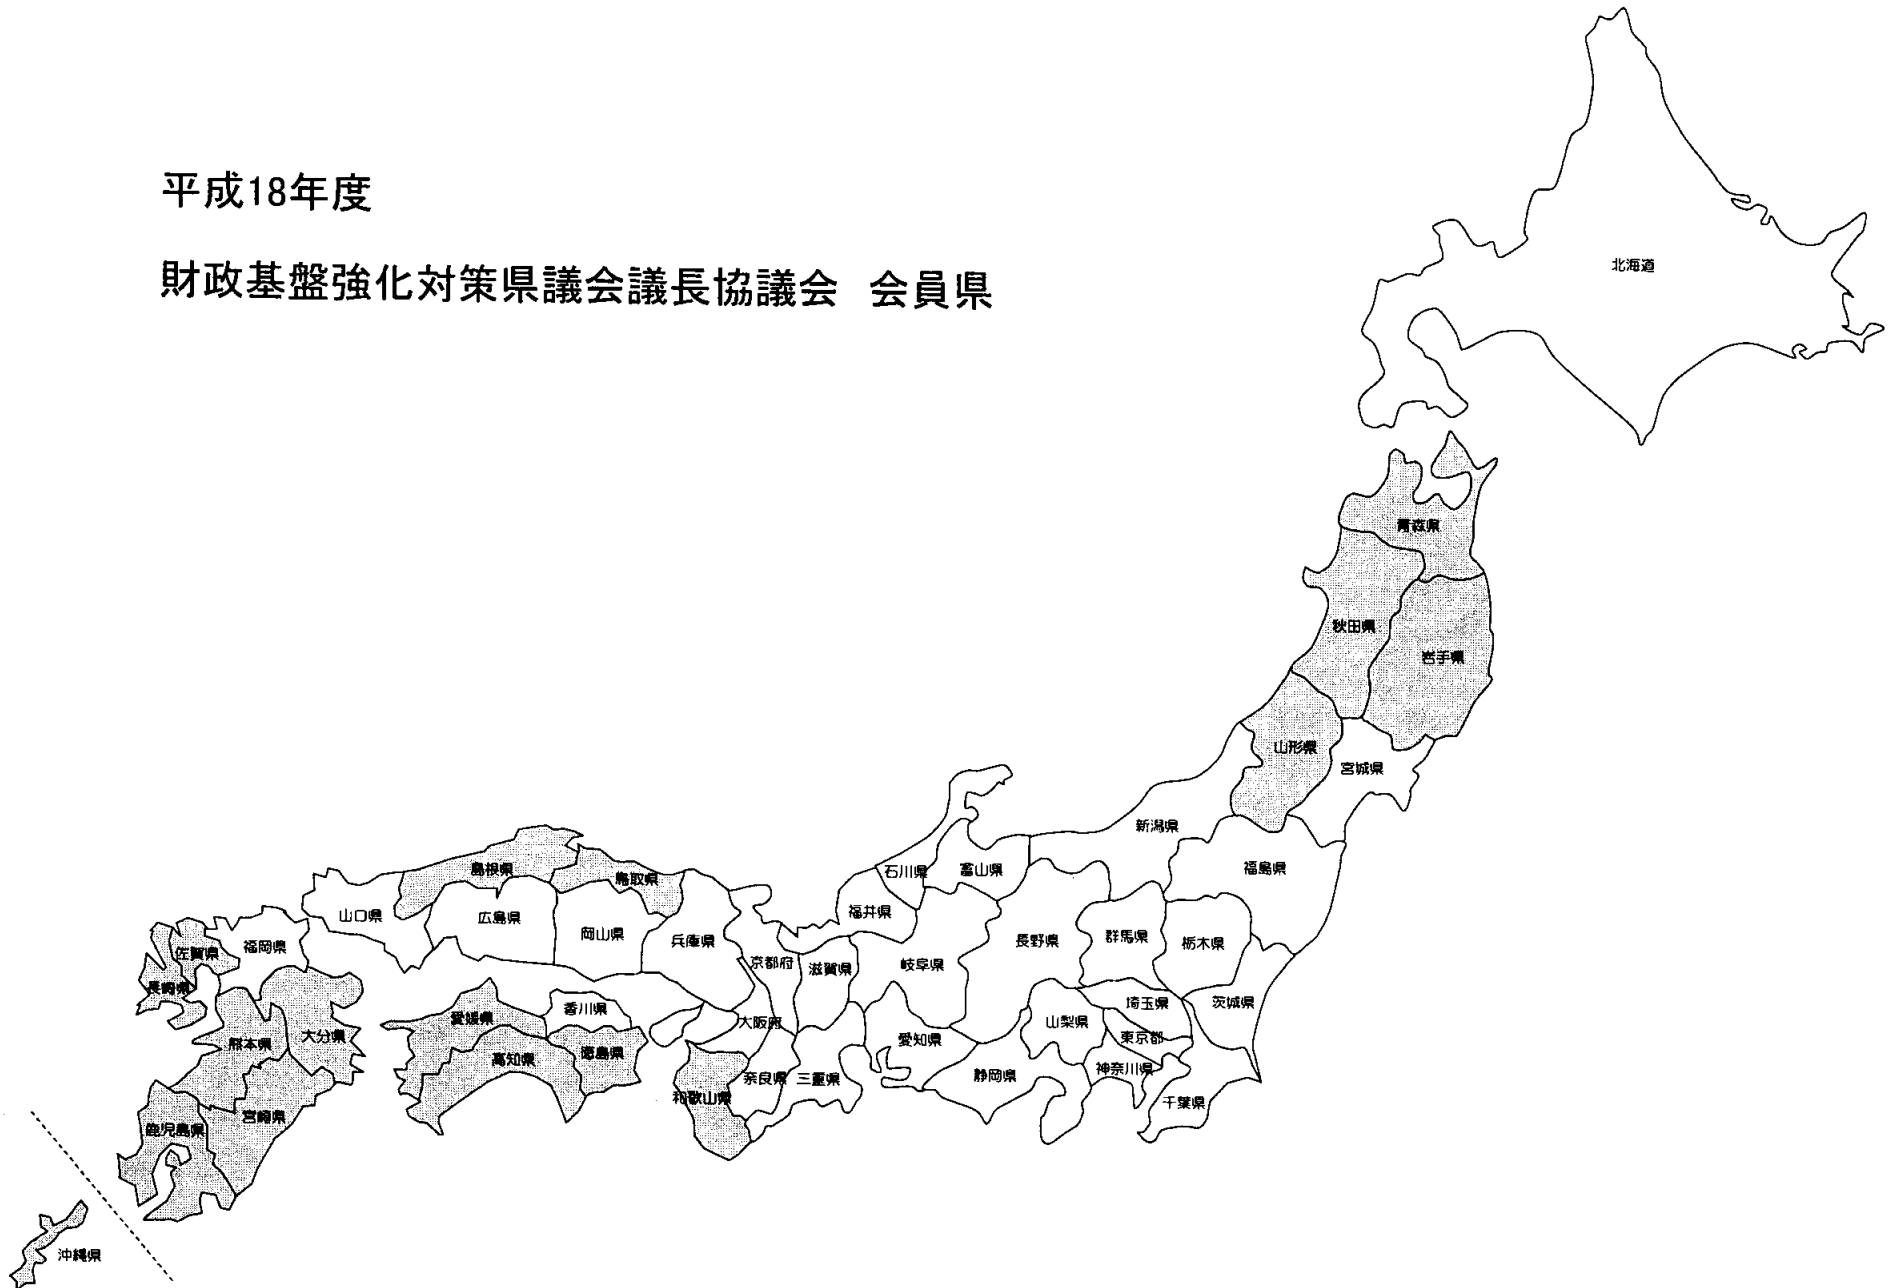 平成18年度
財政基盤強化対策県議会議長協議会　会員県
北海道
青森県
秋田県
岩手県
山形県
宮城県
新潟県
福島県
石川県
富山県
福井県
長野県
群馬県
栃木県
岐阜県
茨城県
埼玉県
山梨県
東京都
神奈川県
千葉県
静岡県
愛知県
島根県
鳥取県
山口県
広島県
岡山県
兵庫県
京都府
滋賀県
大阪府
奈良県
三重県
和歌山県
香川県
愛媛県
徳島県
高知県
福岡県
佐賀県
長崎県
大分県
熊本県
宮崎県
鹿児島県
沖縄県